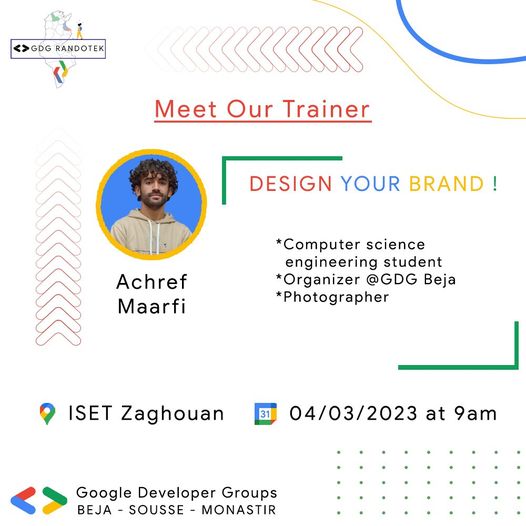 <> GDG RANDOTEK
Meet Our Trainer
DESIGN YOUR BRAND !
*Computer science
engineering student
*Organizer @GDG Beja
*Photographer
Achref
Maarfi
ISET Zaghouan
31
04/03/2023 at 9am
Google Developer Groups
BEJA - SOUSSE - MONASTIR